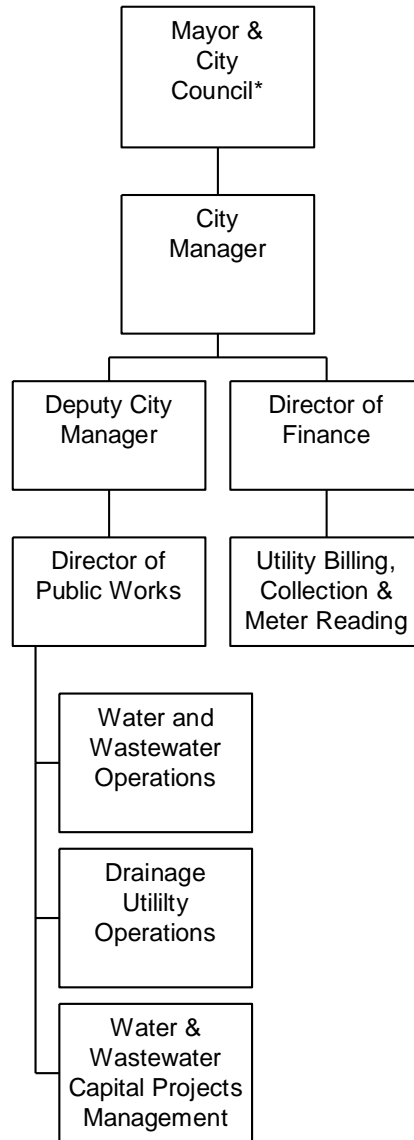 Mayor &
City
Council*
City
Manager
Deputy City
Manager
Director of
Finance
Director of
Public Works
Utility Billing,
Collection &
Meter Reading
Water and
Wastewater
Operations
Drainage
Utililty
Operations
Water &
Wastewater
Capital Projects
Management